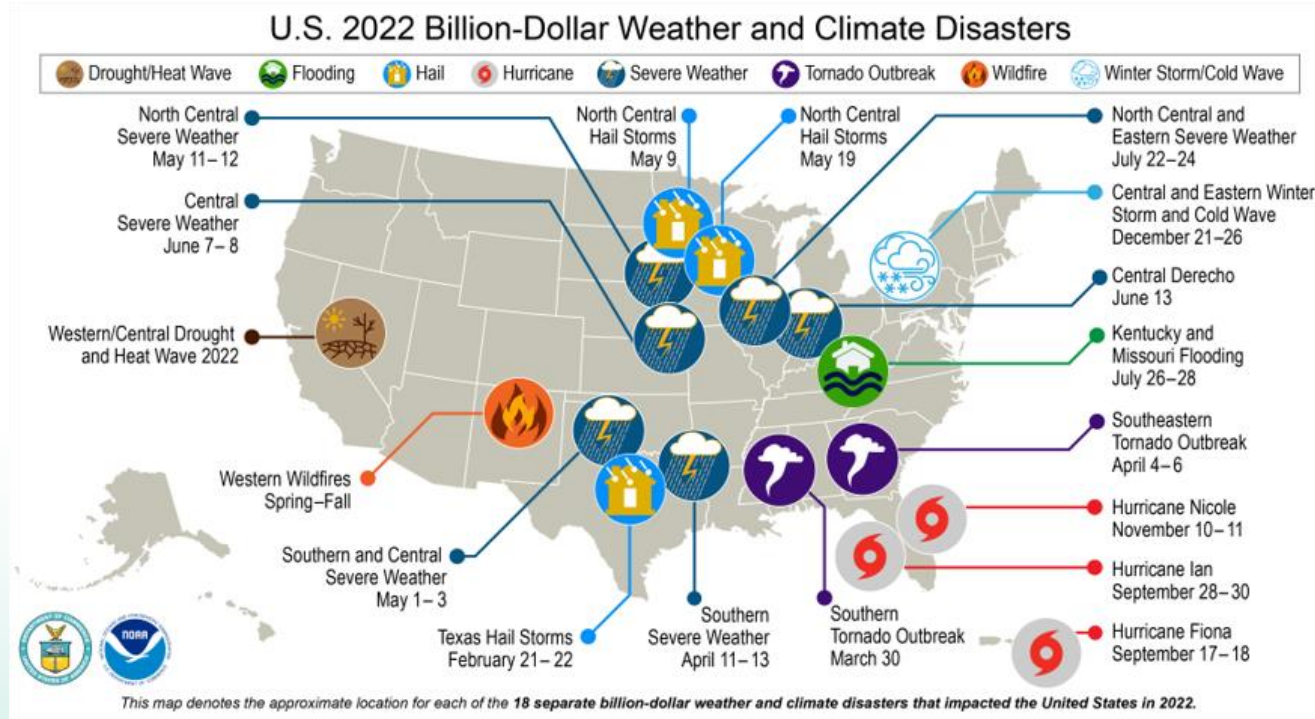 U.S. 2022 Billion-Dollar Weather and Climate Disasters
Drought/Heat Wave
Flooding
Hail
Hurricane
Severe Weather
Tornado Outbreak
Wildfire
Winter Storm/Cold Wave
North Central
Severe Weather
May 11–12
North Central
Hail Storms
May 9
North Central
Hail Storms
May 19
North Central and
Eastern Severe Weather
July 22–24
Central
Severe Weather
June 7–8
Central and Eastern Winter
Storm and Cold Wave
December 21–26
Central Derecho
June 13
Western/Central Drought
and Heat Wave 2022
Kentucky and
Missouri Flooding
July 26–28
Southeastern
Tornado Outbreak
April 4–6
Western Wildfires
Spring–Fall
Hurricane Nicole
November 10–11
Southern and Central
Severe Weather
May 1–3
Hurricane Ian
September 28–30
Texas Hail Storms
February 21–22
Southern
Severe Weather
April 11–13
Southern
Tornado Outbreak
March 30
Hurricane Fiona
September 17–18
NOAA
This map denotes the approximate location for each of the 18 separate billion-dollar weather and climate disasters that impacted the United States in 2022.